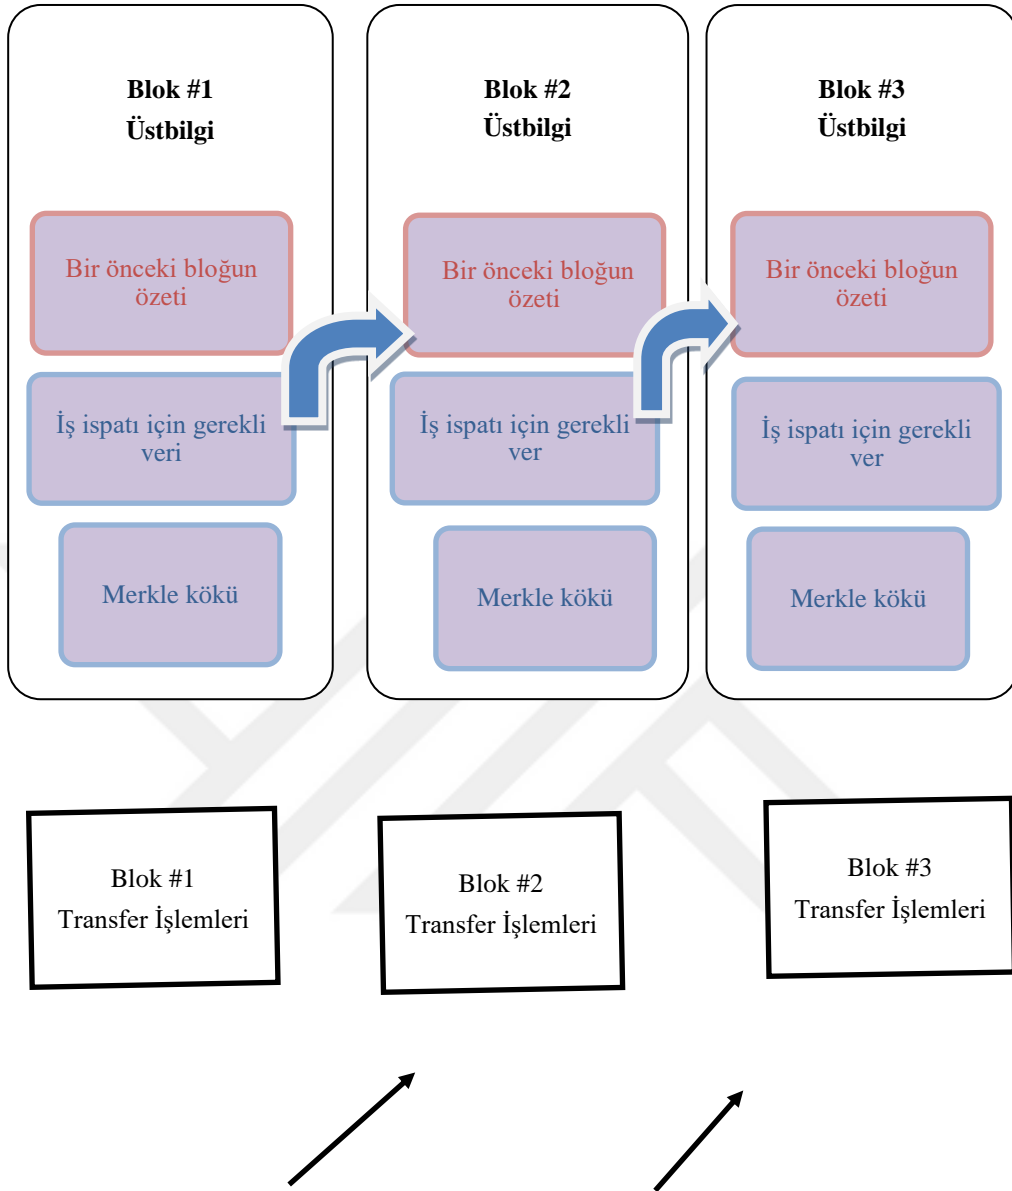 Blok #1
Üstbilgi
Bir önceki bloğun
özeti
İş ispatı için gerekli
veri
Merkle kökü
Blok #2
Üstbilgi
Bir önceki bloğun
özeti
İş ispatı için gerekli
ver
Merkle kökü
Blok #3
Üstbilgi
Bir önceki bloğun
özeti
İş ispatı için gerekli
ver
Merkle kökü
Blok #1
Transfer İşlemleri
Blok #2
Transfer İşlemleri
Blok #3
Transfer İşlemleri